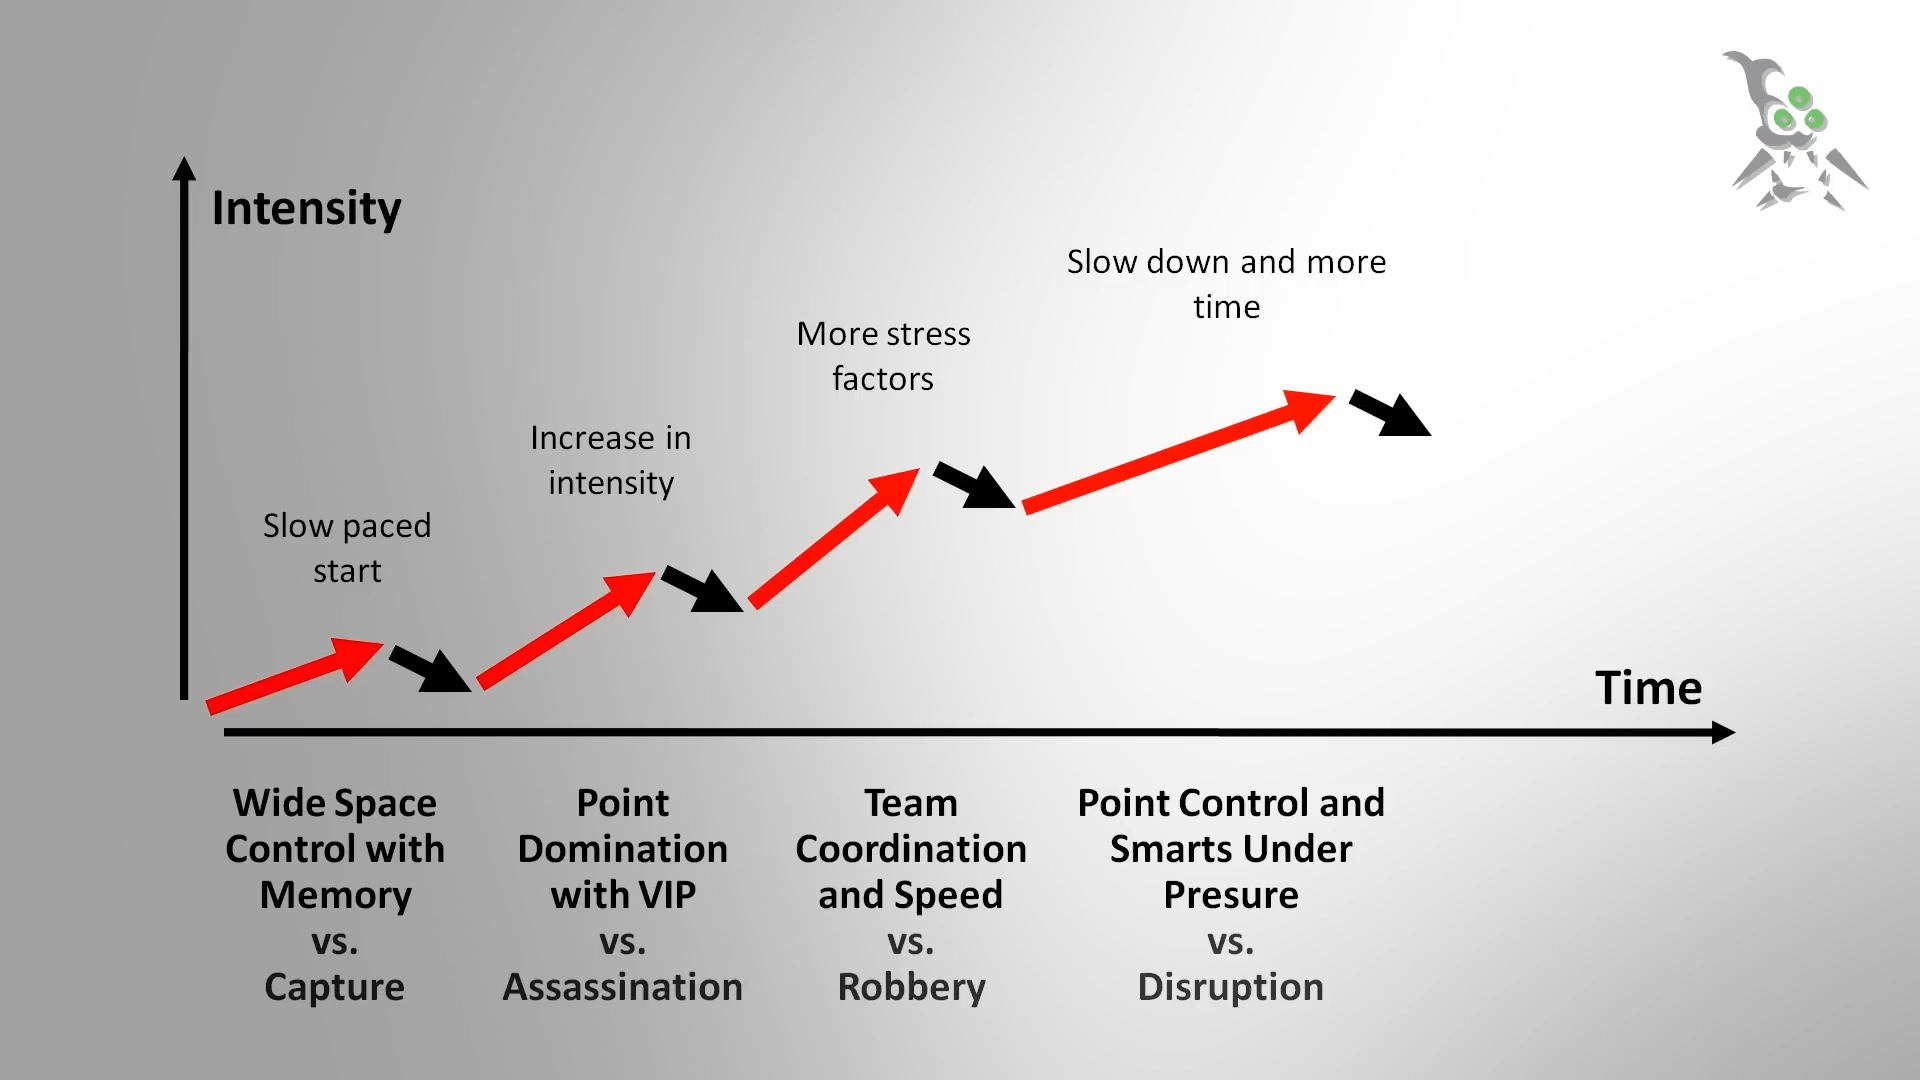 Intensity
Slow down and more
time
More stress
factors
Increase in
intensity
Slow paced
start
Time
Wide Space
Control with
Memory
vs.
Capture
Point
Domination
with VIP
vs.
Assassination
Team
Coordination
and Speed
vs.
Robbery
Point Control and
Smarts Under
Presure
vs.
Disruption